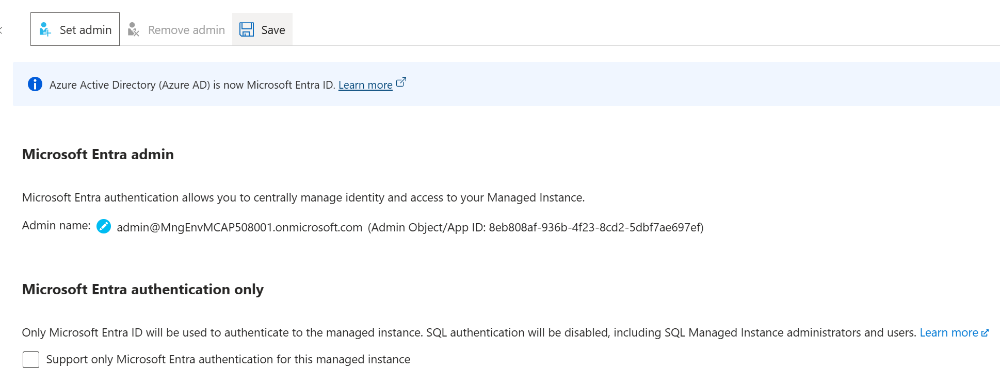 Set admin Remove admin Save
Azure Active Directory (Azure AD) is now Microsoft Entra ID. Learn more
Microsoft Entra admin
Microsoft Entra authentication allows you to centrally manage identity and access to your Managed Instance.
Admin name: admin@MngEnvMCAP508001.onmicrosoft.com (Admin Object/App ID: 8eb808af-936b-4f23-8cd2-5dbf7ae697ef)
Microsoft Entra authentication only
Only Microsoft Entra ID will be used to authenticate to the managed instance. SQL authentication will be disabled, including SQL Managed Instance administrators and users. Learn more
Support only Microsoft Entra authentication for this managed instance